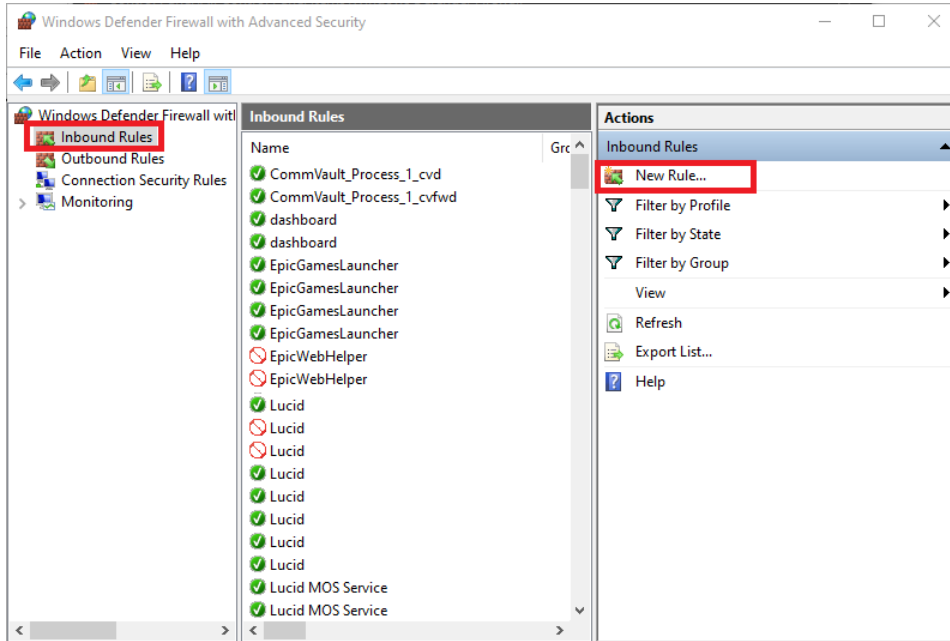 Windows Defender Firewall with Advanced Security
File Action View Help
Windows Defender Firewall witl
Inbound Rules
Outbound Rules
Connection Security Rules
Monitoring
Inbound Rules
Name Grc
CommVault_Process_1_cvd
CommVault_Process_1_cvfwd
dashboard
dashboard
EpicGamesLauncher
EpicGamesLauncher
EpicGamesLauncher
EpicGamesLauncher
EpicWebHelper
EpicWebHelper
Lucid
Lucid
Lucid
Lucid
Lucid
Lucid
Lucid
Lucid
Lucid MOS Service
Lucid MOS Service
Actions
Inbound Rules
New Rule...
Filter by Profile
Filter by State
Filter by Group
View
Refresh
Export List...
Help